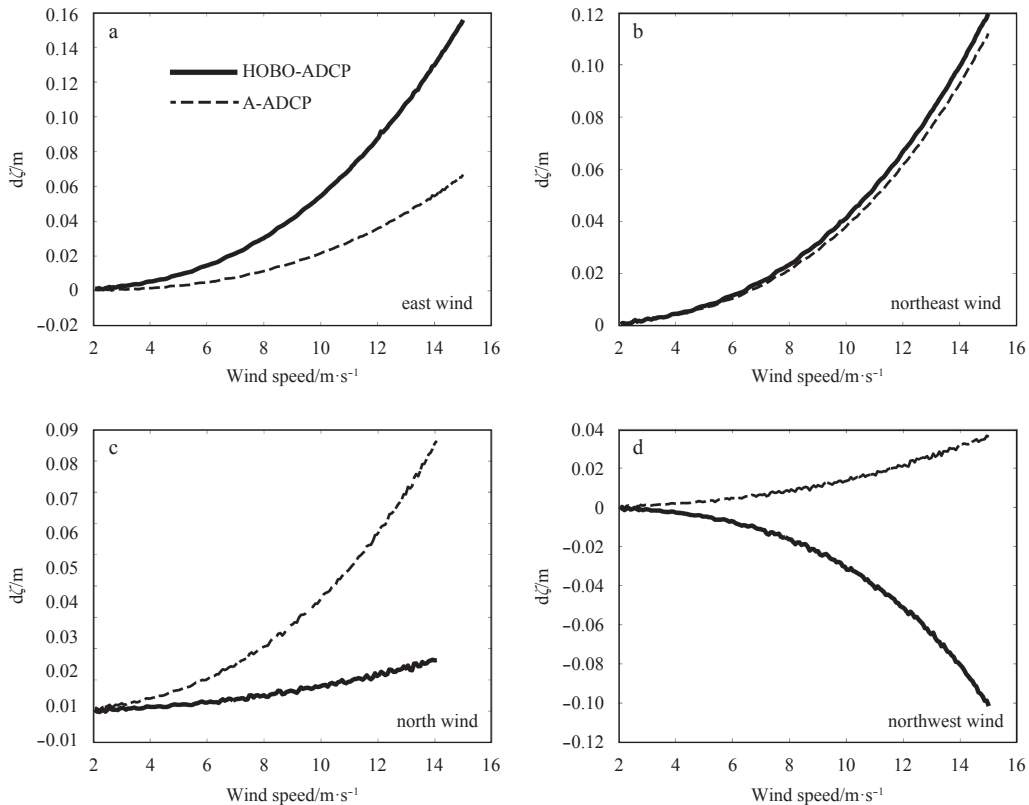 0.16
0.14
0.12
0.10
0.08
0.06
0.04
0.02
0
−0.02
dζ/m
a
HOBO-ADCP
A-ADCP
east wind
2 4 6 8 10 12 14 16
Wind speed/m·s⁻¹
0.12
0.10
0.08
0.06
0.04
0.02
0
dζ/m
b
northeast wind
2 4 6 8 10 12 14 16
Wind speed/m·s⁻¹
0.09
0.08
0.07
0.06
0.05
0.04
0.03
0.02
0.01
−0.01
dζ/m
c
north wind
2 4 6 8 10 12 14 16
Wind speed/m·s⁻¹
0.04
0.02
0
−0.02
−0.04
−0.06
−0.08
−0.10
−0.12
dζ/m
d
northwest wind
2 4 6 8 10 12 14 16
Wind speed/m·s⁻¹